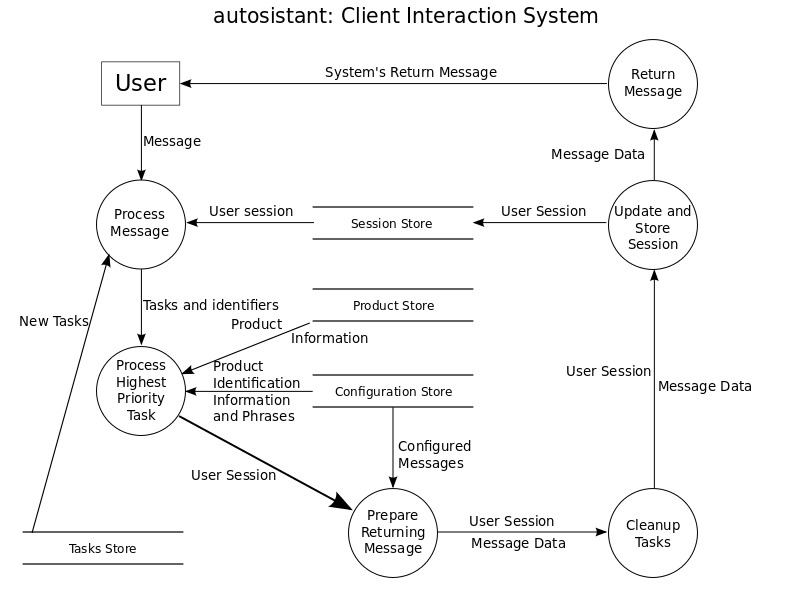 autosistant: Client Interaction System
User
System's Return Message
Return
Message
Message
Message Data
Process
Message
User session
Session Store
User Session
Update and
Store
Session
New Tasks
Tasks and identifiers
Product Store
Product
Information
Process
Highest
Priority
Task
Product
Identification
Information
and Phrases
Configuration Store
User Session
Message Data
Configured
Messages
User Session
Prepare
Returning
Message
User Session
Message Data
Cleanup
Tasks
Tasks Store